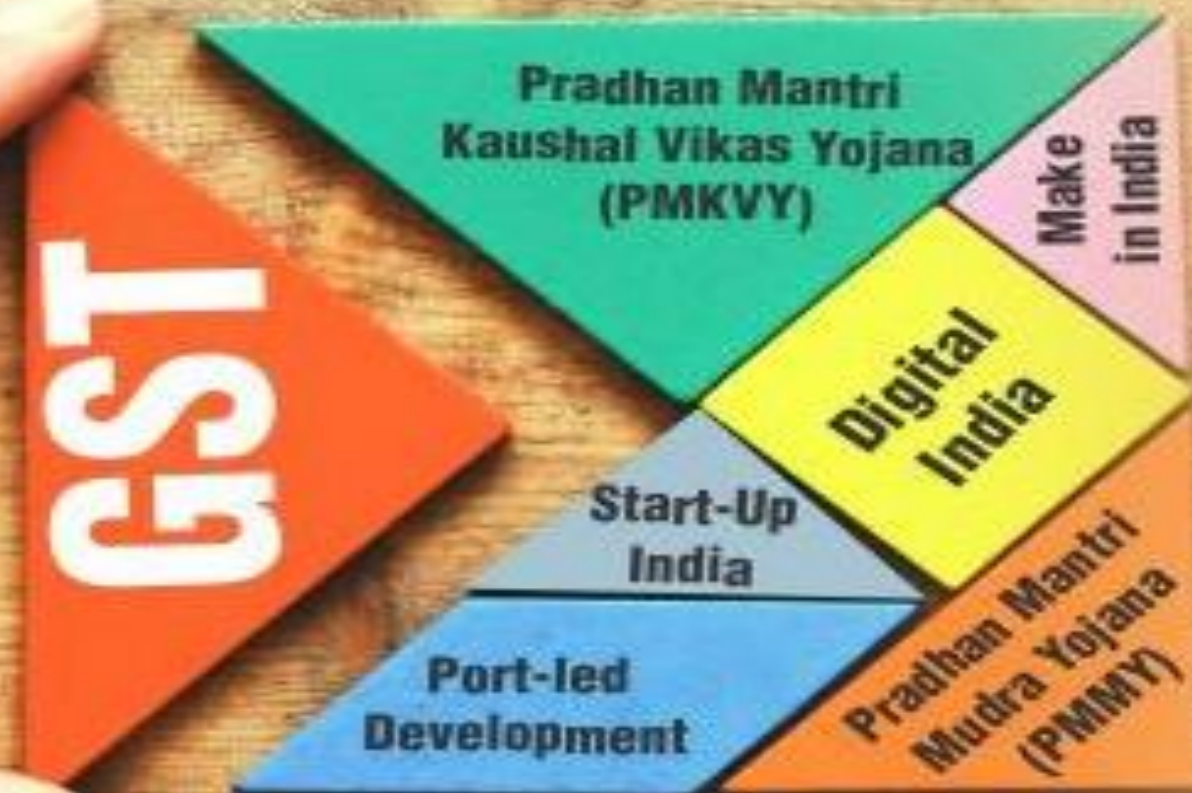 GST
Pradhan Mantri
Kaushal Vikas Yojana
(PMKVY)
Make
in India
Digital
India
Start-Up
India
Port-led
Development
Pradhan Mantri
Mudra Yojana
(PMMY)